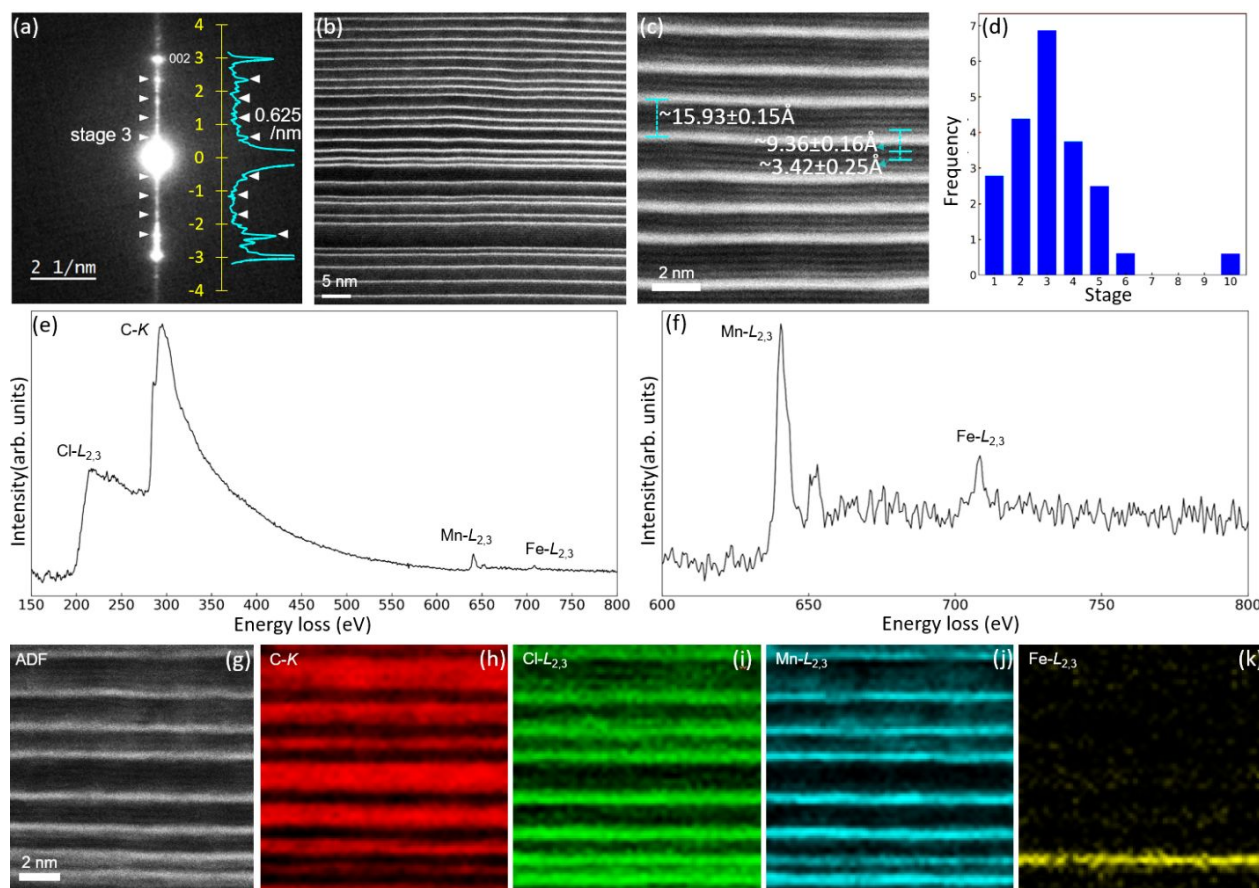 (a)
4
3
002
2
0.625
/nm
1
stage 3
0
-1
-2
2 1/nm
-3
-4
(b)
5 nm
(c)
~15.93±0.15Å
~9.36±0.16Å
~3.42±0.25Å
2 nm
(d)
7
6
5
4
3
2
1
0
Frequency
1 2 3 4 5 6 7 8 9 10
Stage
(e)
C-K
Cl-L2,3
Mn-L2,3
Fe-L2,3
Intensity(arb. units)
150 200 250 300 350 400 450 500 550 600 650 700 750 800
Energy loss (eV)
(f)
Mn-L2,3
Fe-L2,3
Intensity(arb. units)
600 650 700 750 800
Energy loss (eV)
ADF
(g)
2 nm
C-K
(h)
Cl-L2,3
(i)
Mn-L2,3
(j)
Fe-L2,3
(k)